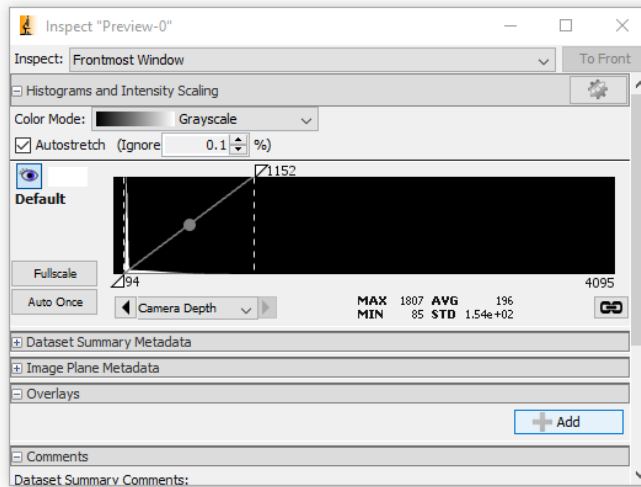 Inspect "Preview-0"
Inspect: Frontmost Window To Front
Histograms and Intensity Scaling
Color Mode: Grayscale
Autostretch (Ignore 0.1 %)
1152
Default
Fullscale
94 4095
Auto Once Camera Depth MAX 1807 AVG 196
MIN 85 STD 1.54e+02
Dataset Summary Metadata
Image Plane Metadata
Overlays
Add
Comments
Dataset Summary Comments: